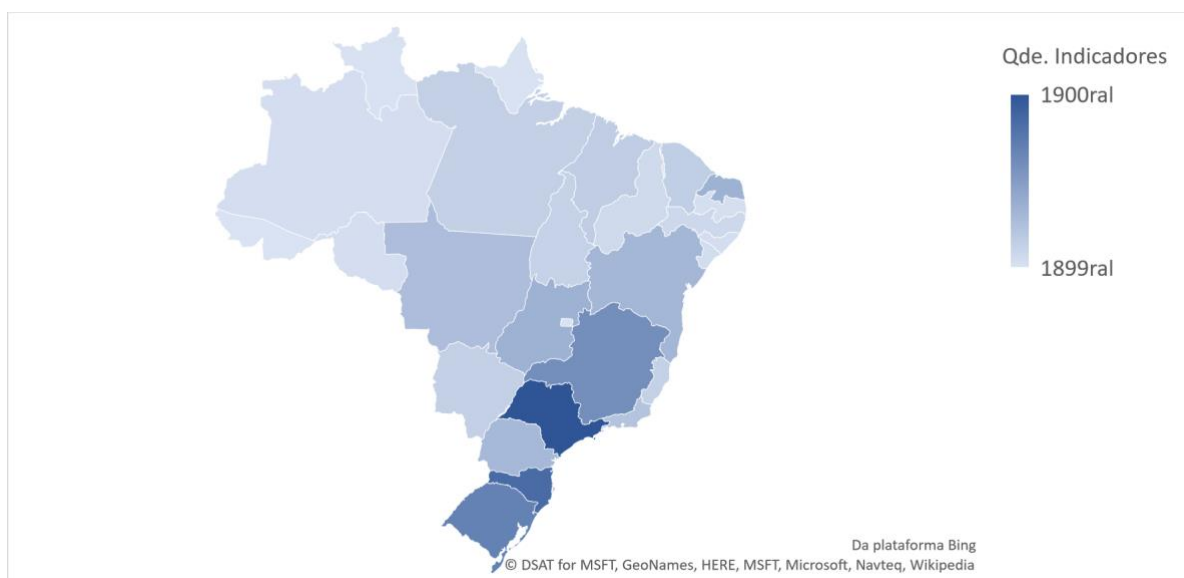 Qde. Indicadores
1900ral
1899ral
Da plataforma Bing
© DSAT for MSFT, GeoNames, HERE, MSFT, Microsoft, Navteq, Wikipedia